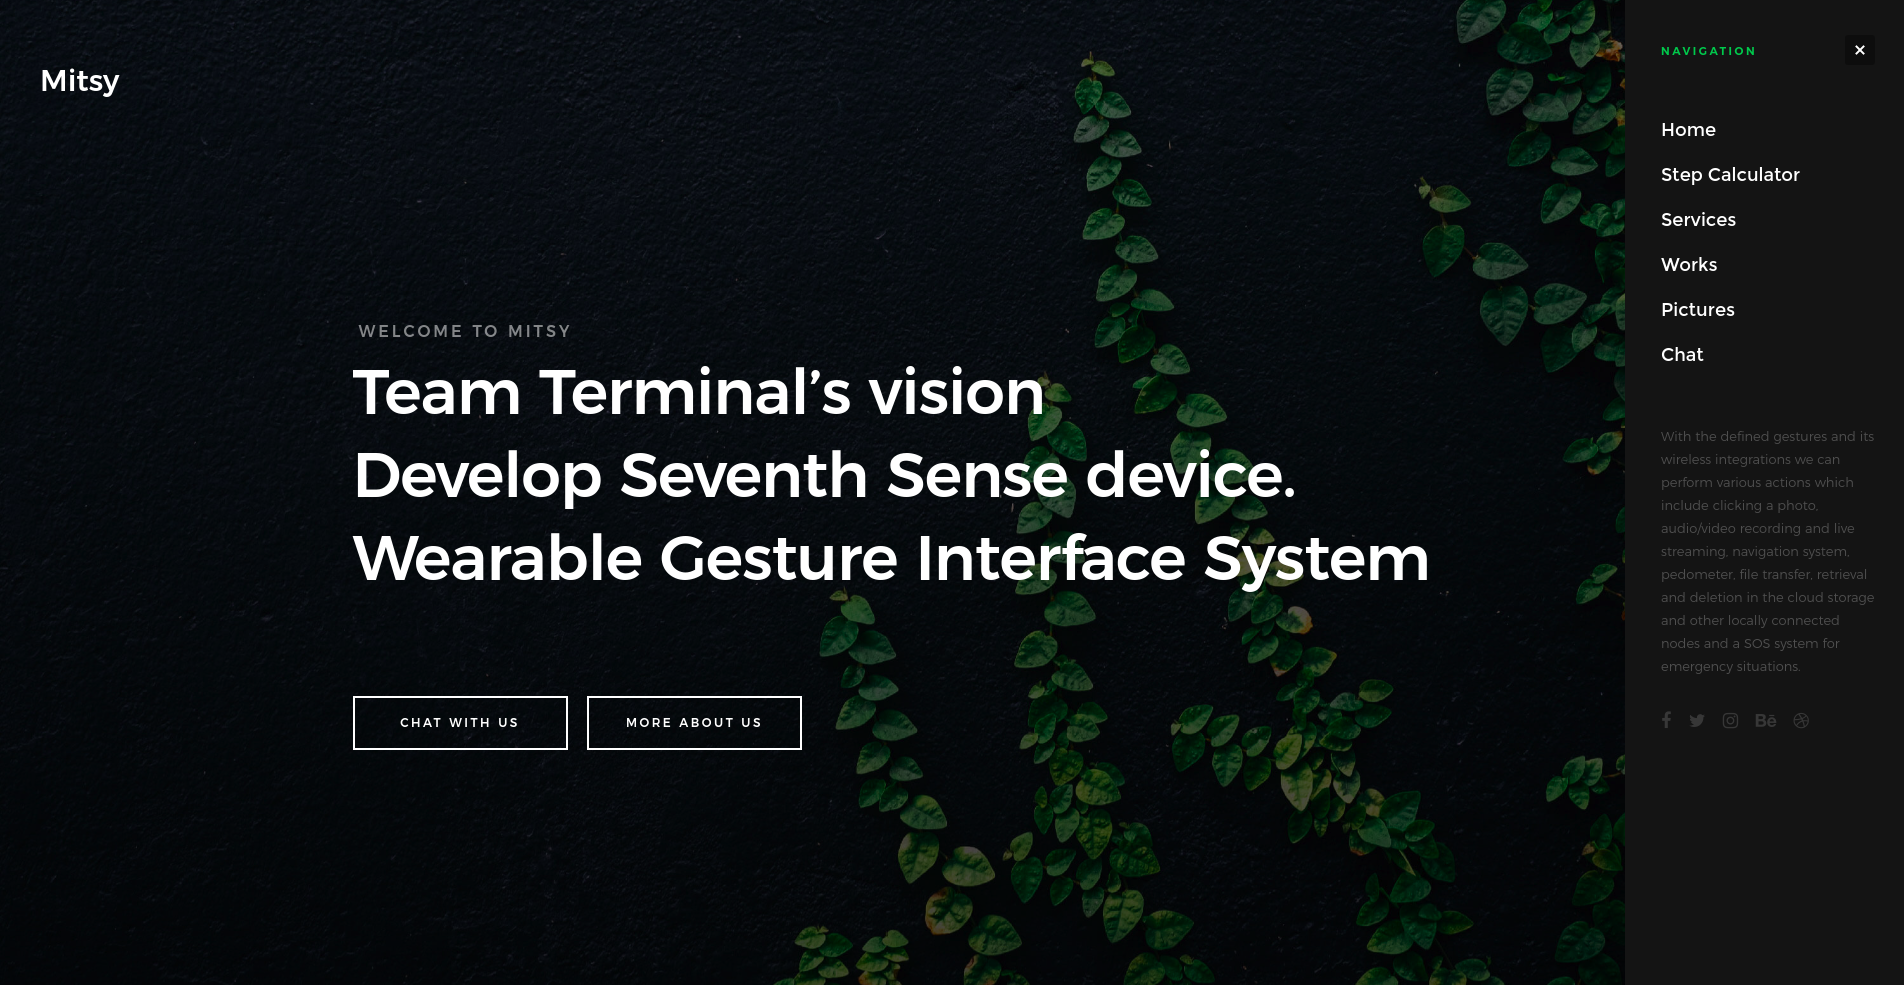 Mitsy
WELCOME TO MITSY
Team Terminal’s vision
Develop Seventh Sense device.
Wearable Gesture Interface System
CHAT WITH US
MORE ABOUT US
NAVIGATION
Home
Step Calculator
Services
Works
Pictures
Chat
With the defined gestures and its
wireless integrations we can
perform various actions which
include clicking a photo,
audio/video recording and live
streaming, navigation system,
pedometer, file transfer, retrieval
and deletion in the cloud storage
and other locally connected
nodes and a SOS system for
emergency situations.